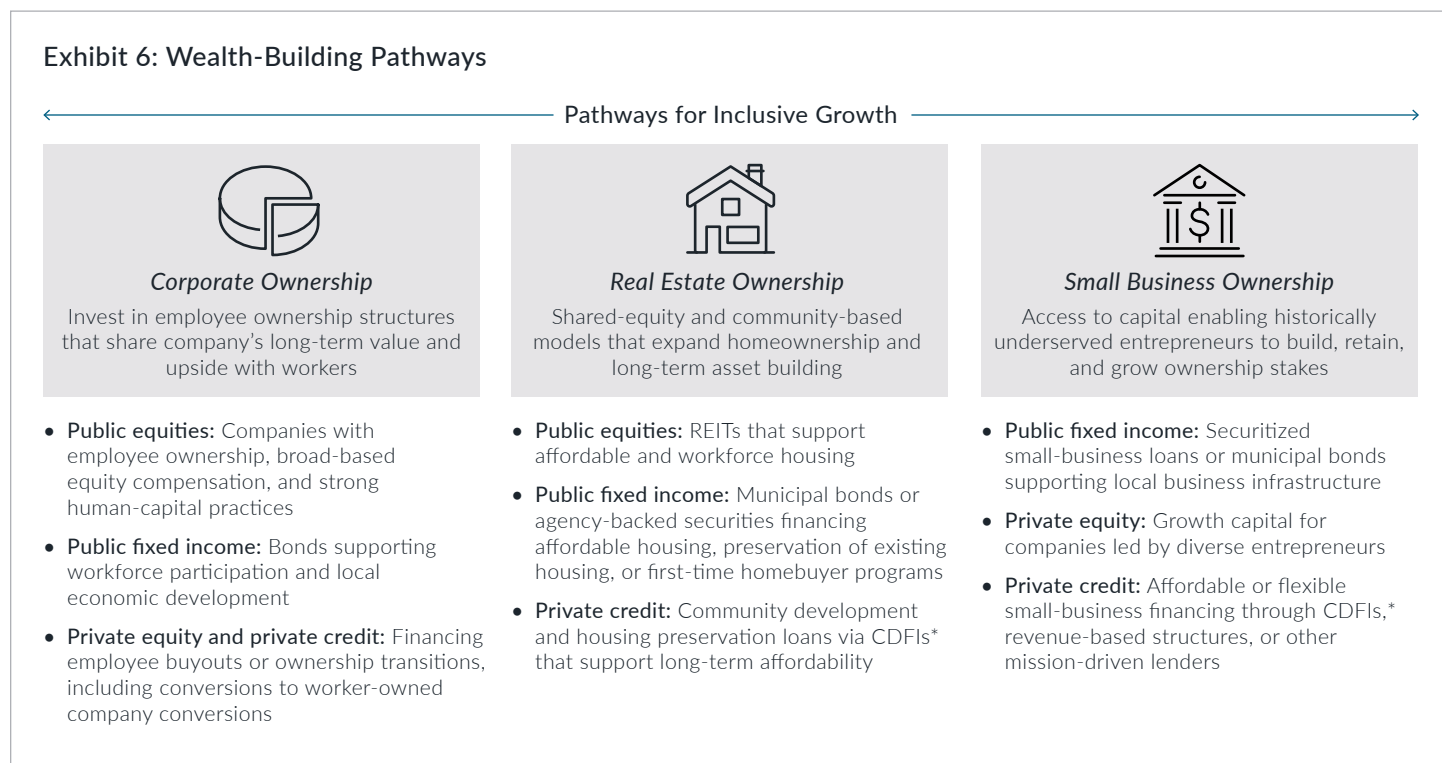 Exhibit 6: Wealth-Building Pathways
Pathways for Inclusive Growth
Corporate Ownership
Invest in employee ownership structures
that share company’s long-term value and
upside with workers
• Public equities: Companies with
employee ownership, broad-based
equity compensation, and strong
human-capital practices
• Public fixed income: Bonds supporting
workforce participation and local
economic development
• Private equity and private credit: Financing
employee buyouts or ownership transitions,
including conversions to worker-owned
company conversions
Real Estate Ownership
Shared-equity and community-based
models that expand homeownership and
long-term asset building
• Public equities: REITs that support
affordable and workforce housing
• Public fixed income: Municipal bonds or
agency-backed securities financing
affordable housing, preservation of existing
housing, or first-time homebuyer programs
• Private credit: Community development
and housing preservation loans via CDFIs*
that support long-term affordability
$
Small Business Ownership
Access to capital enabling historically
underserved entrepreneurs to build, retain,
and grow ownership stakes
• Public fixed income: Securitized
small-business loans or municipal bonds
supporting local business infrastructure
• Private equity: Growth capital for
companies led by diverse entrepreneurs
• Private credit: Affordable or flexible
small-business financing through CDFIs,*
revenue-based structures, or other
mission-driven lenders